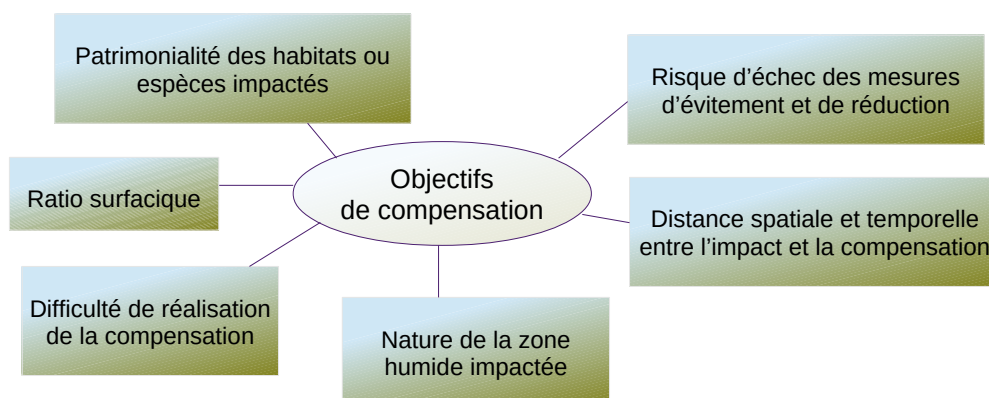 Patrimonialité des habitats ou
espèces impactés
Risque d’échec des mesures
d’évitement et de réduction
Objectifs
de compensation
Ratio surfacique
Distance spatiale et temporelle
entre l’impact et la compensation
Difficulté de réalisation
de la compensation
Nature de la zone
humide impactée